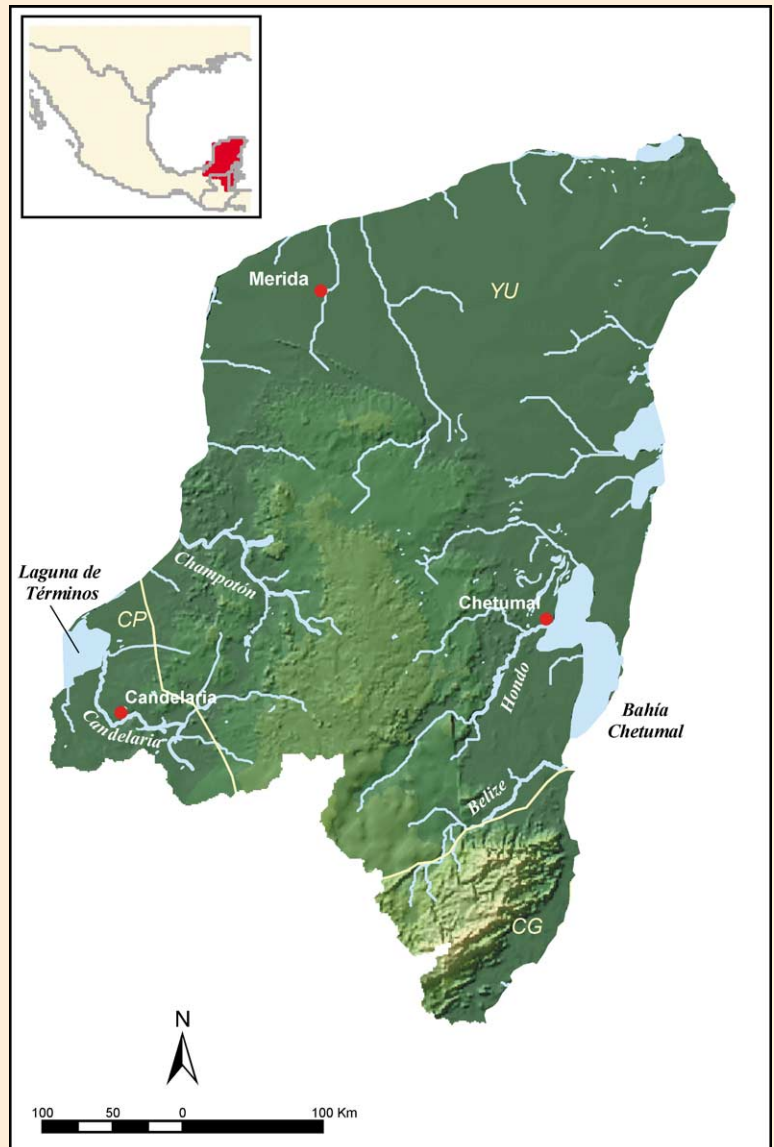 Merida
YU
Champotón
Laguna de
Términos
CP
Chetumal
Hondo
Candelaria
Candelaria
Bahía
Chetumal
Belize
CG
N
100 50 0 100 Km